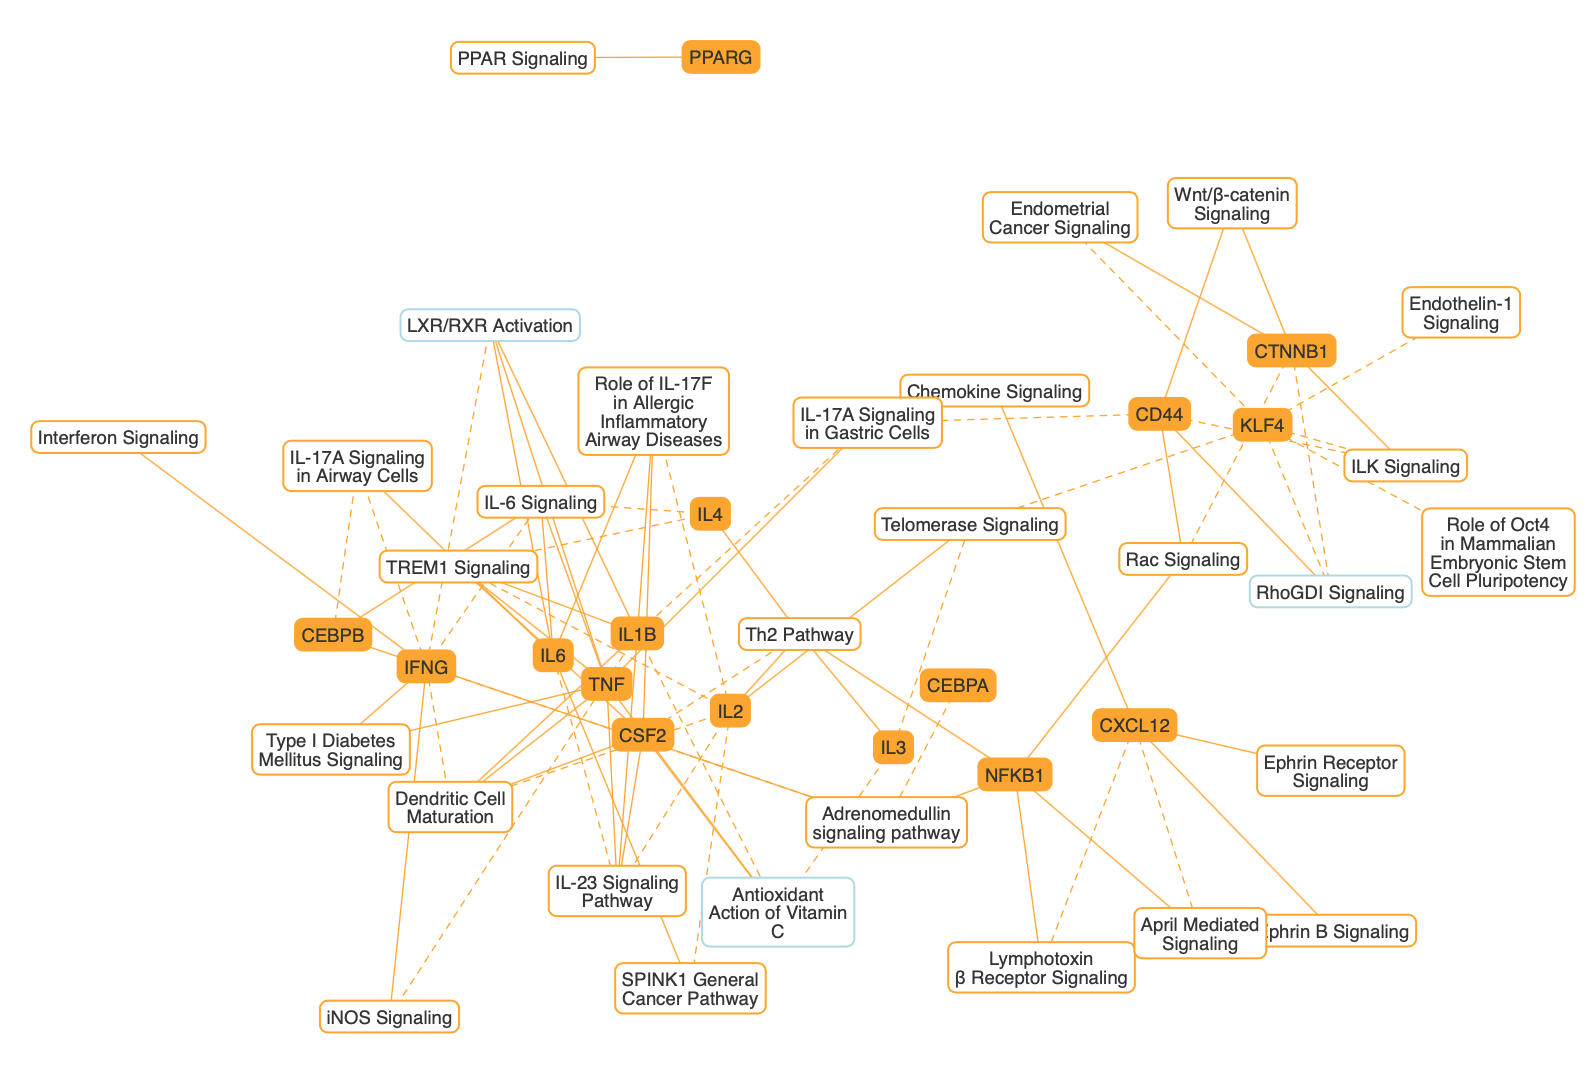 PPAR Signaling
PPARG
Wnt/β-catenin
Signaling
Endometrial
Cancer Signaling
Endothelin-1
Signaling
LXR/RXR Activation
CTNNB1
Role of IL-17F
in Allergic
Inflammatory
Airway Diseases
Chemokine Signaling
IL-17A Signaling
in Gastric Cells
CD44
KLF4
Interferon Signaling
IL-17A Signaling
in Airway Cells
ILK Signaling
IL-6 Signaling
IL4
Telomerase Signaling
Role of Oct4
in Mammalian
Embryonic Stem
Cell Pluripotency
TREM1 Signaling
Rac Signaling
RhoGDI Signaling
CEBPB
IL1B
Th2 Pathway
IL6
IFNG
TNF
CEBPA
IL2
CSF2
CXCL12
IL3
Type I Diabetes
Mellitus Signaling
NFKB1
Ephrin Receptor
Signaling
Dendritic Cell
Maturation
Adrenomedullin
signaling pathway
IL-23 Signaling
Pathway
Antioxidant
Action of Vitamin
C
April Mediated
Signaling
phrin B Signaling
Lymphotoxin
β Receptor Signaling
SPINK1 General
Cancer Pathway
iNOS Signaling